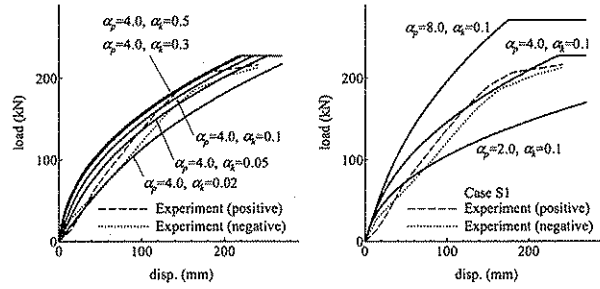 αp=4.0, αk=0.5
αp=4.0, αk=0.3
200
αp=4.0, αk=0.1
100
αp=4.0, αk=0.05
αp=4.0, αk=0.02
Experiment (positive)
Experiment (negative)
0
0 100 200
load (kN)
disp. (mm)
αp=8.0, αk=0.1
αp=4.0, αk=0.1
200
100
αp=2.0, αk=0.1
Case S1
Experiment (positive)
Experiment (negative)
0
0 100 200
load (kN)
disp. (mm)